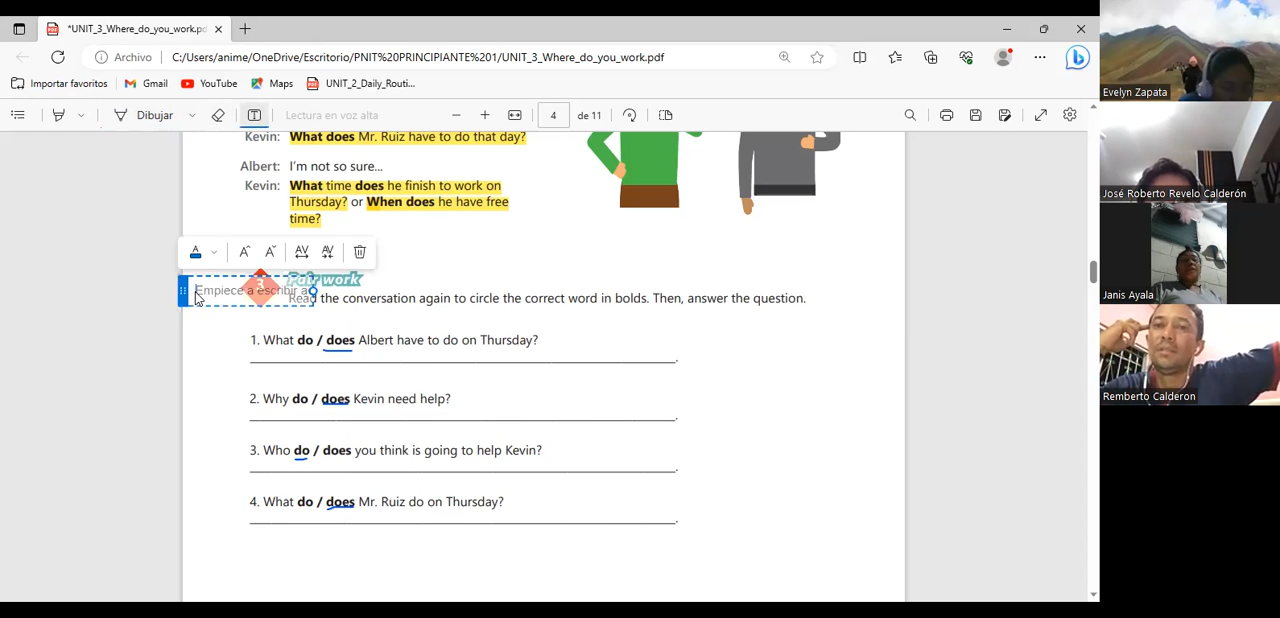 *UNIT_3_Where_do_you_work.pd
Archivo
C:/Users/anime/OneDrive/Escritorio/PNIT%20PRINCIPIANTE%201/UNIT_3_Where_do_you_work.pdf
Importar favoritos
Gmail
YouTube
Maps
UNIT_2_Daily_Routi...
Dibujar
Lectura en voz alta
4
de 11
Kevin: What does Mr. Ruiz have to do that day?
Albert: I'm not so sure...
Kevin: What time does he finish to work on
Thursday? or When does he have free
time?
3
Pair work
Empiece a escribir a
Read the conversation again to circle the correct word in bolds. Then, answer the question.
1. What do / does Albert have to do on Thursday?
2. Why do / does Kevin need help?
3. Who do / does you think is going to help Kevin?
4. What do / does Mr. Ruiz do on Thursday?
Evelyn Zapata
José Roberto Revelo Calderón
Janis Ayala
Remberto Calderon